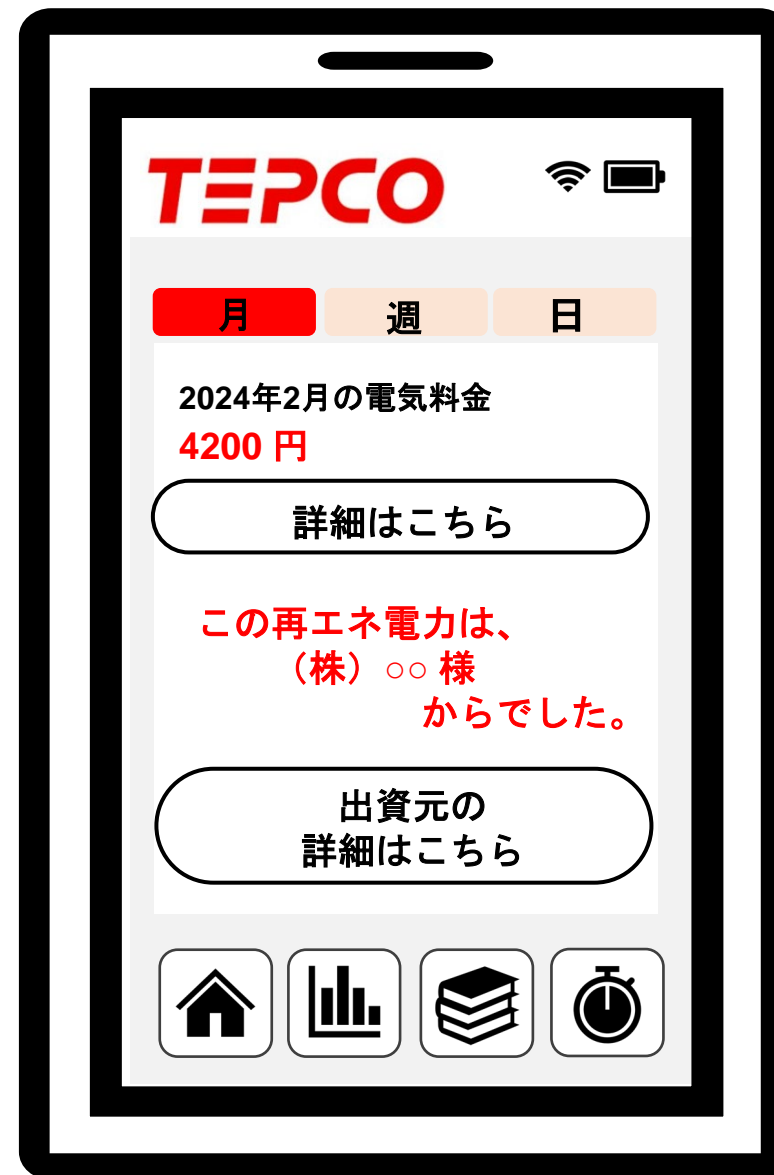 TEPCO
月 週 日
2024年2月の電気料金
4200 円
詳細はこちら
この再エネ電力は、
（株）○○ 様
からでした。
出資元の
詳細はこちら